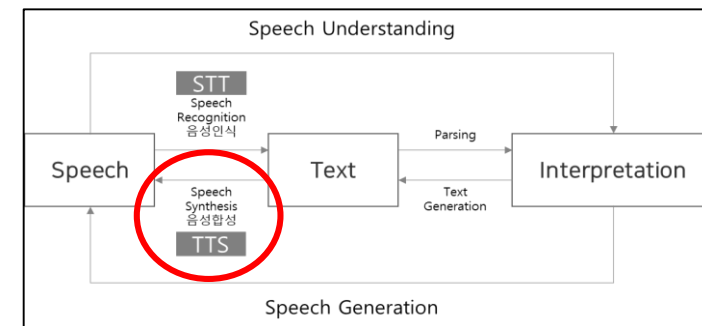 Speech Understanding
STT
Speech
Recognition
음성인식
Speech
Text
Interpretation
Parsing
Speech
Synthesis
음성합성
TTS
Text
Generation
Speech Generation